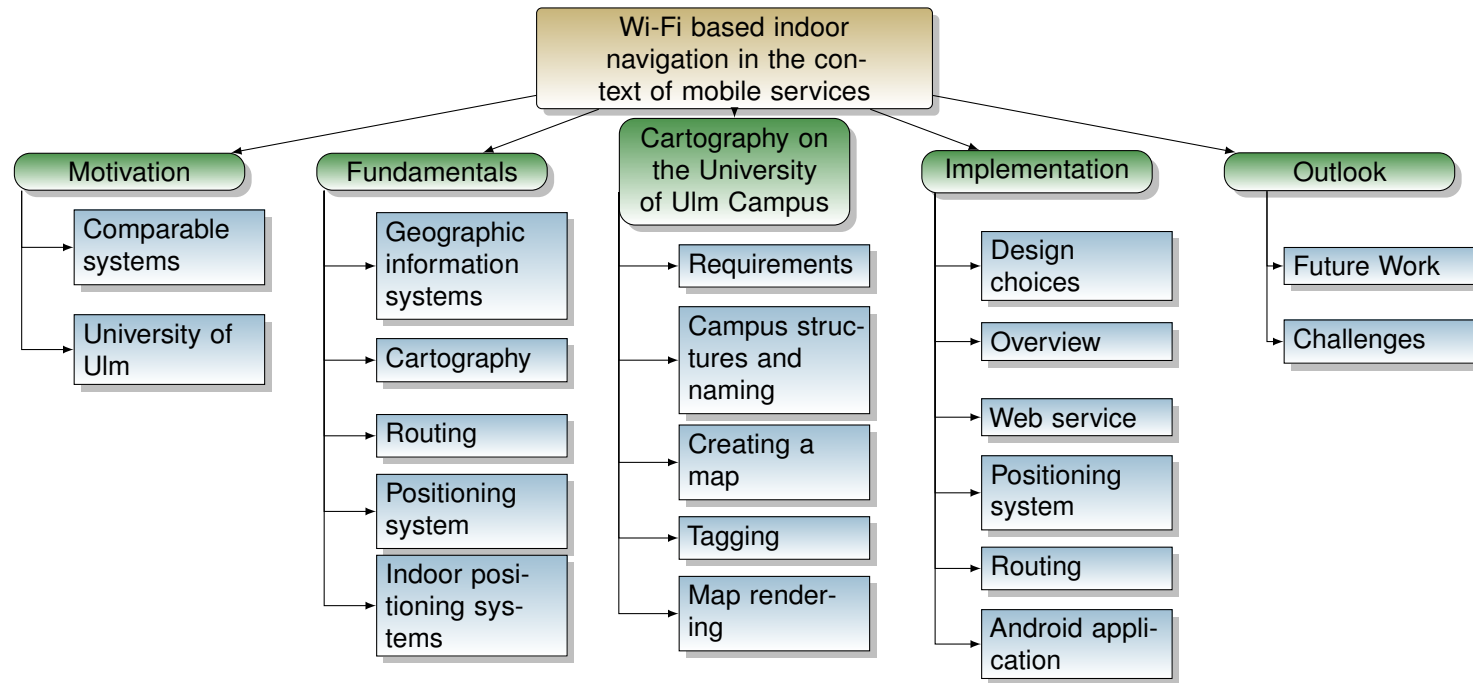 Wi-Fi based indoor
navigation in the con-
text of mobile services
Motivation
Comparable
systems
University of
Ulm
Fundamentals
Geographic
information
systems
Cartography
Routing
Positioning
system
Indoor posi-
tioning sys-
tems
Cartography on
the University
of Ulm Campus
Requirements
Campus struc-
tures and
naming
Creating a
map
Tagging
Map render-
ing
Implementation
Design
choices
Overview
Web service
Positioning
system
Routing
Android appli-
cation
Outlook
Future Work
Challenges